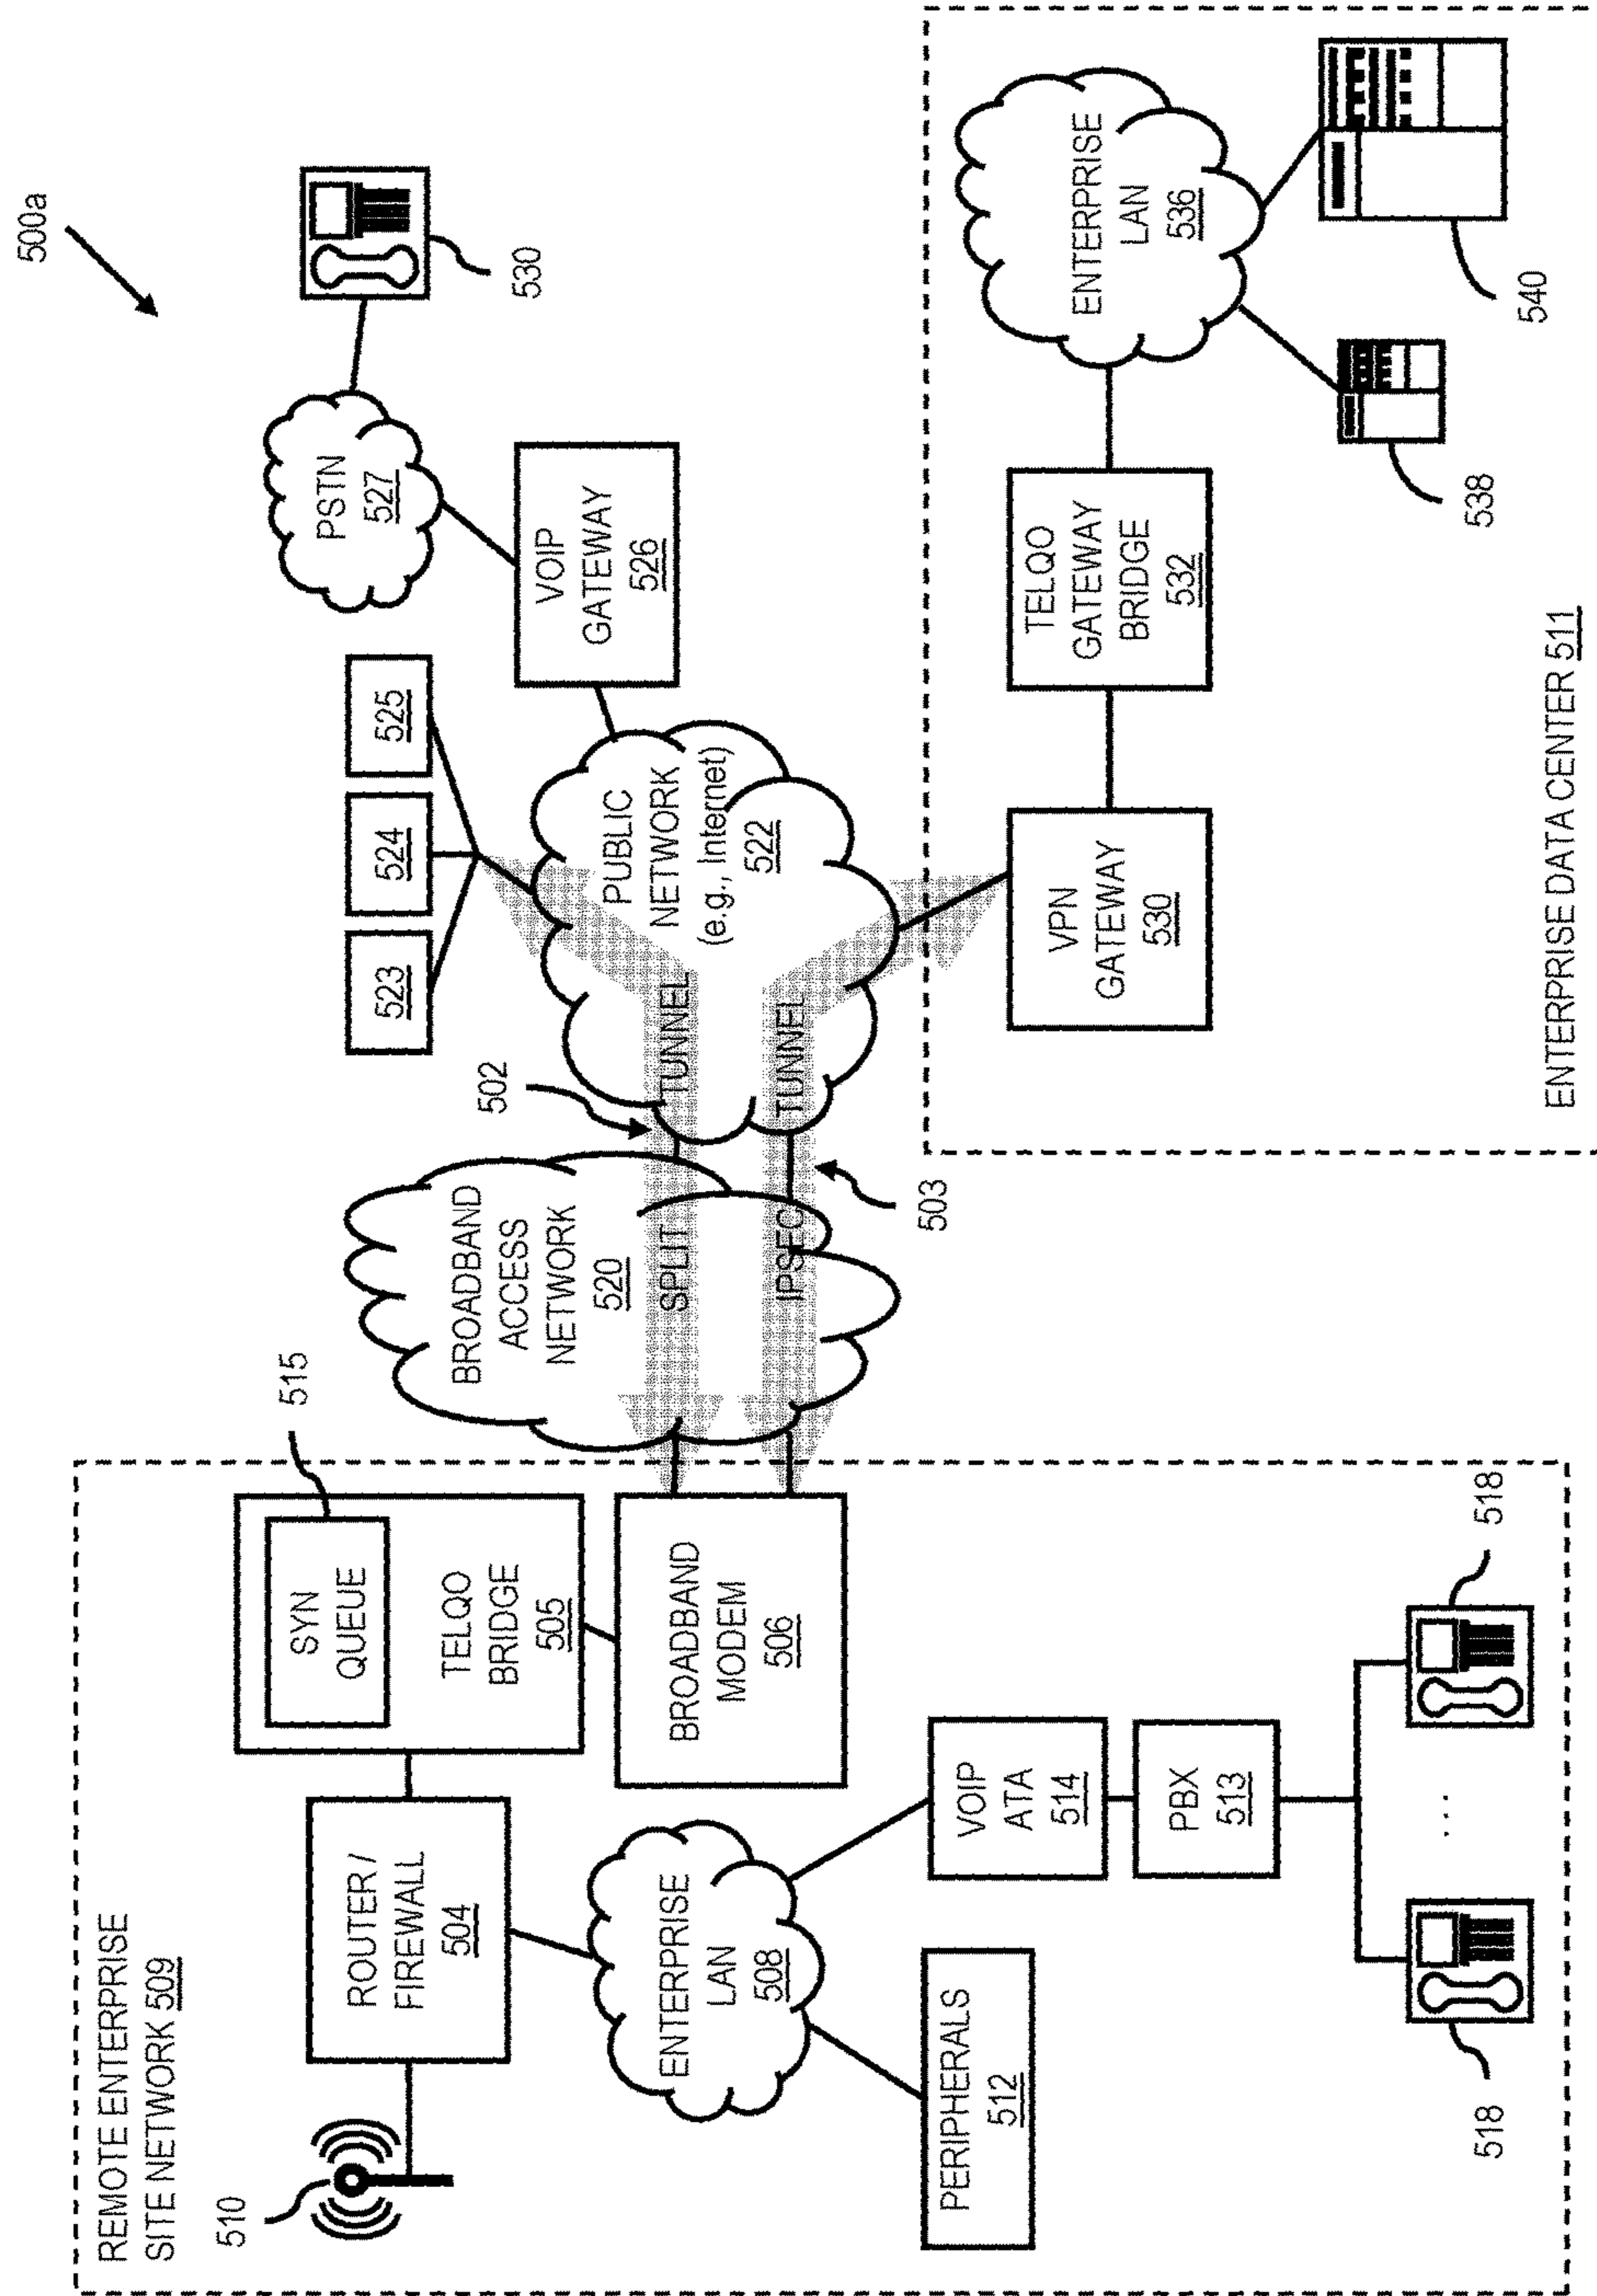 500a
REMOTE ENTERPRISE
SITE NETWORK 509
510
ROUTER /
FIREWALL
504
SYN
QUEUE
515
TELQO
BRIDGE
505
BROADBAND
MODEM
506
ENTERPRISE
LAN
508
PERIPHERALS
512
VOIP
ATA
514
PBX
513
518
...
518
BROADBAND
ACCESS
NETWORK
520
SPLIT TUNNEL
502
IPSEC TUNNEL
503
PUBLIC
NETWORK
(e.g., Internet)
522
523
524
525
VOIP
GATEWAY
526
PSTN
527
530
VPN
GATEWAY
530
TELQO
GATEWAY
BRIDGE
532
ENTERPRISE
LAN
536
538
540
ENTERPRISE DATA CENTER 511